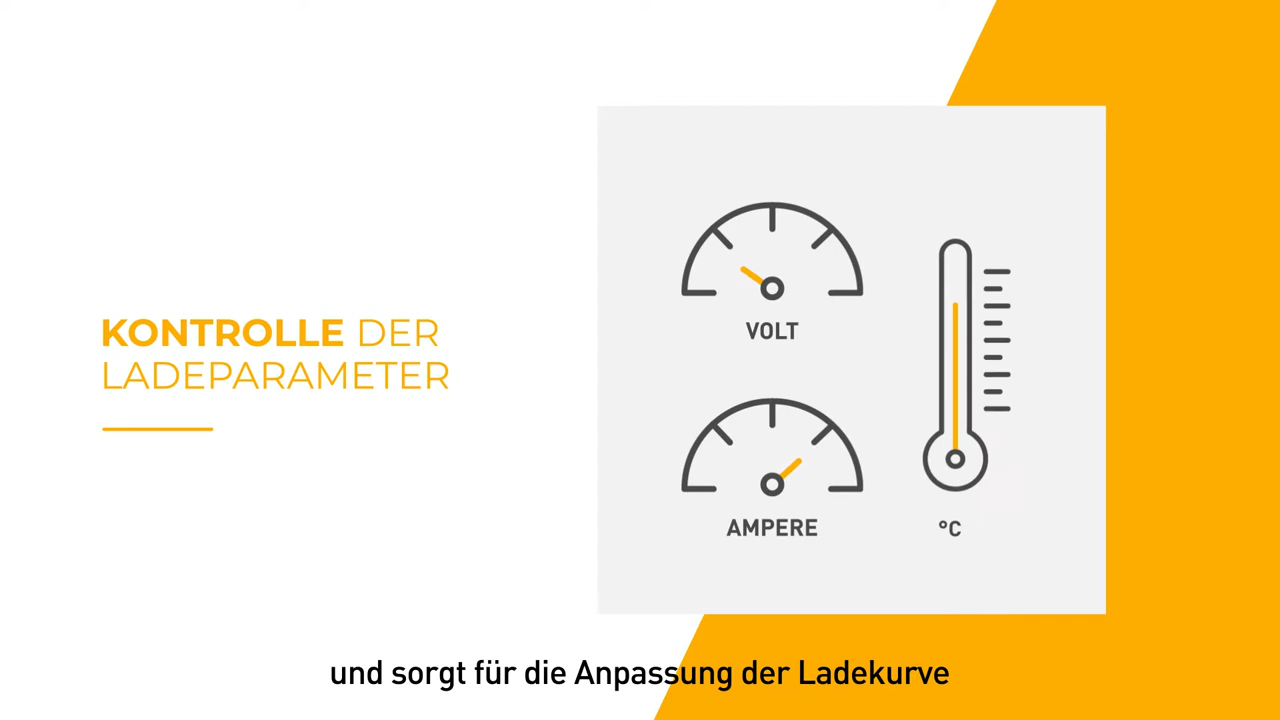 KONTROLLE DER
LADEPARAMETER
VOLT
AMPERE
°C
und sorgt für die Anpassung der Ladekurve